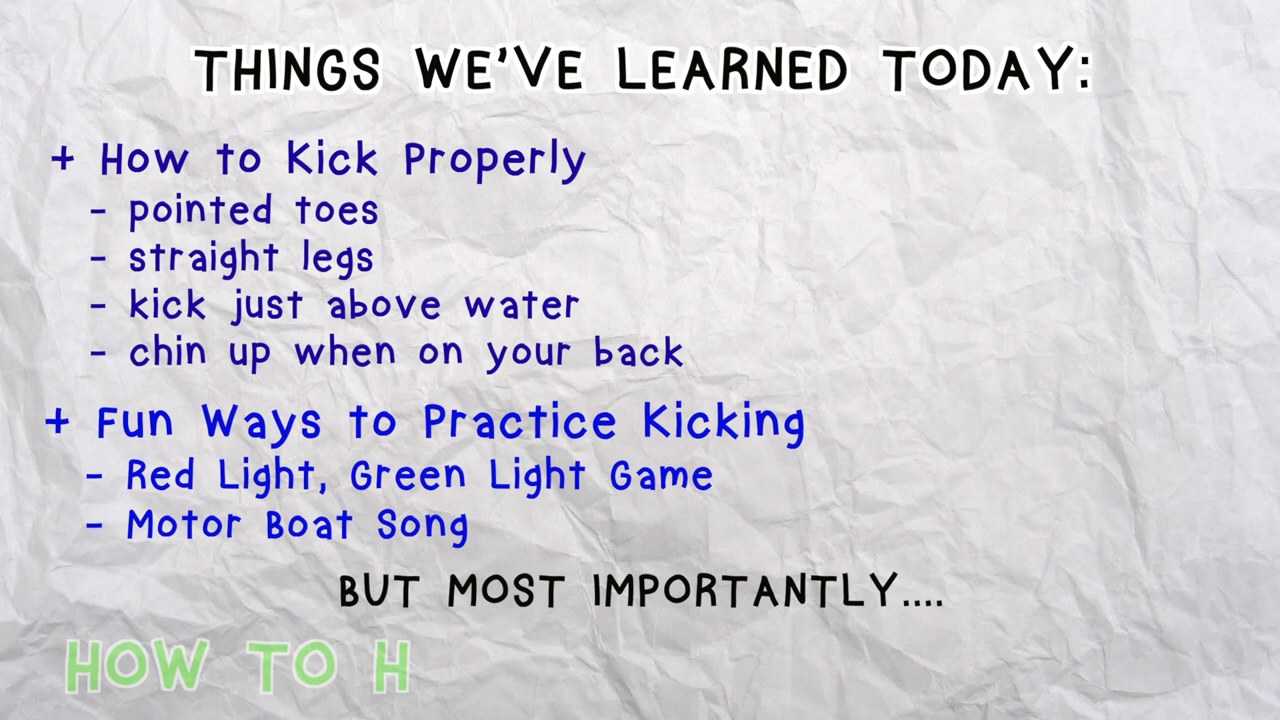 THINGS WE'VE LEARNED TODAY:
+ How to Kick Properly
- pointed toes
- straight legs
- kick just above water
- chin up when on your back
+ Fun Ways to Practice Kicking
- Red Light, Green Light Game
- Motor Boat Song
BUT MOST IMPORTANTLY....
HOW TO H